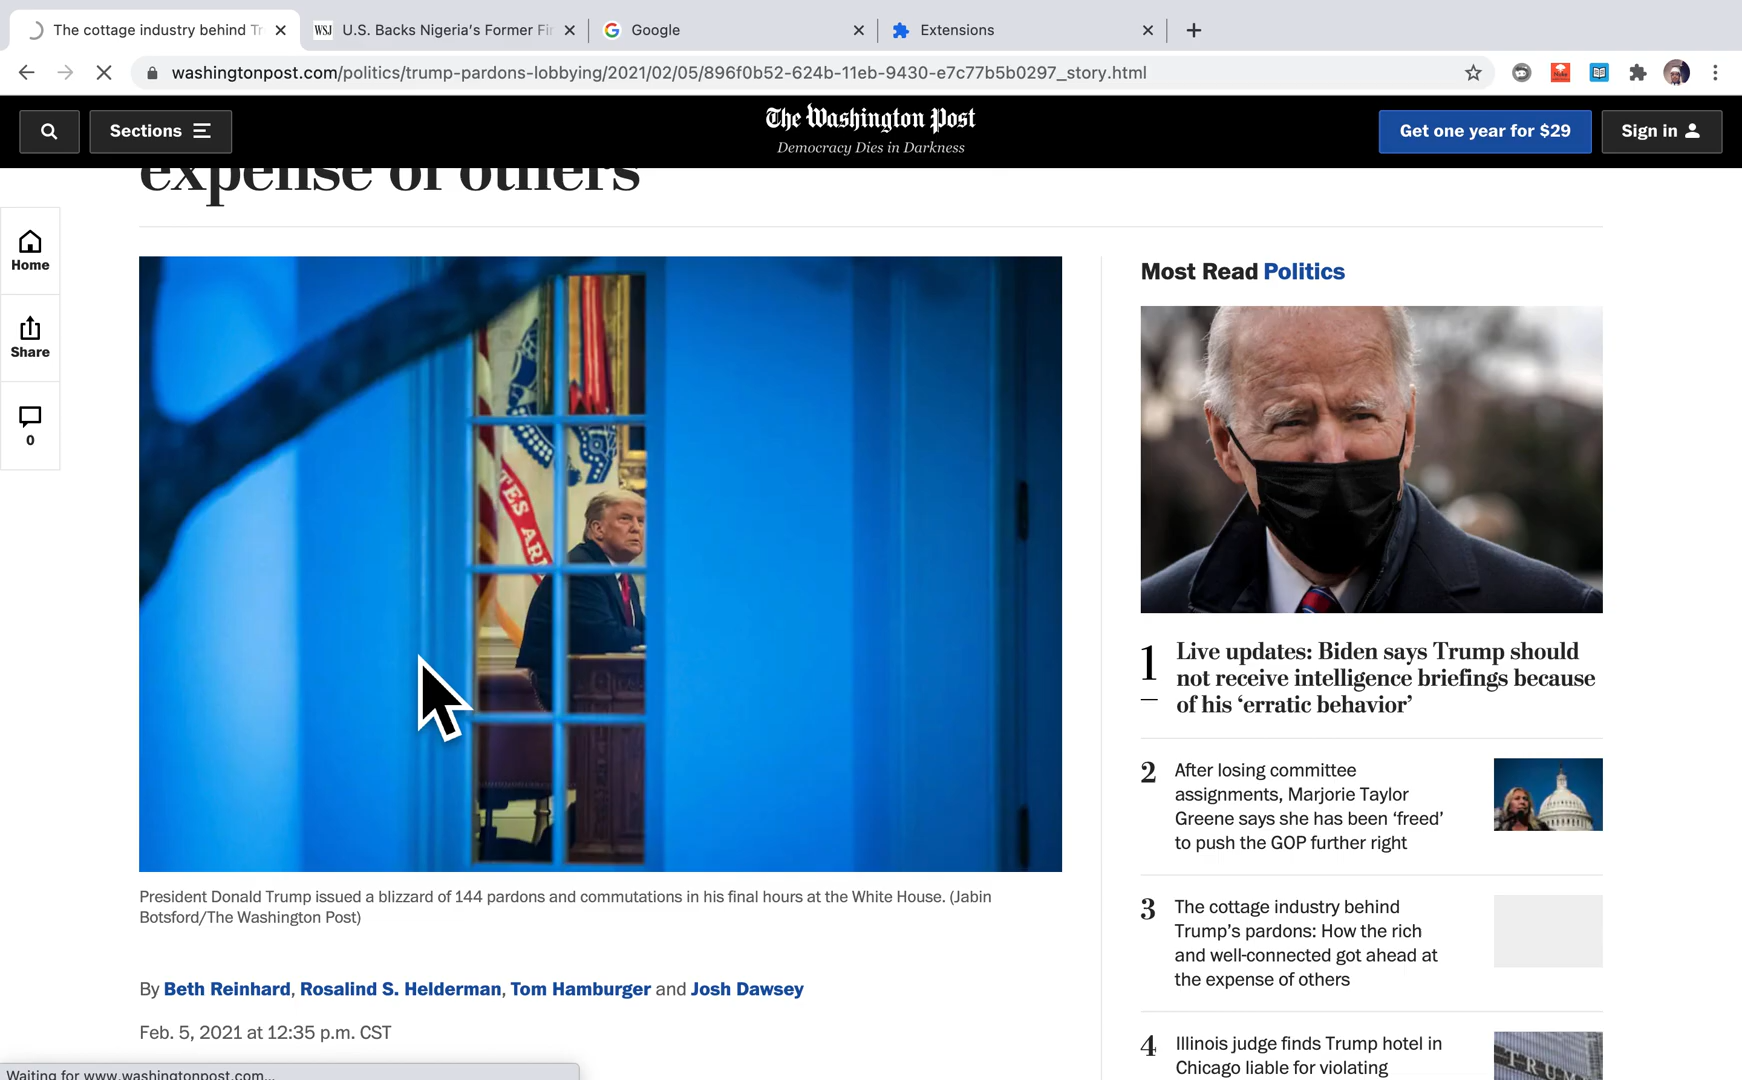 The cottage industry behind Tr
WSJ
U.S. Backs Nigeria's Former Fir
Google
Extensions
washingtonpost.com/politics/trump-pardons-lobbying/2021/02/05/896f0b52-624b-11eb-9430-e7c77b5b0297_story.html
Sections
The Washington Post
Democracy Dies in Darkness
Get one year for $29
Sign in
expense of others
Home
Share
0
TES AR
President Donald Trump issued a blizzard of 144 pardons and commutations in his final hours at the White House. (Jabin
Botsford/The Washington Post)
By Beth Reinhard, Rosalind S. Helderman, Tom Hamburger and Josh Dawsey
Feb. 5, 2021 at 12:35 p.m. CST
Most Read Politics
1
Live updates: Biden says Trump should
not receive intelligence briefings because
of his ‘erratic behavior’
2
After losing committee
assignments, Marjorie Taylor
Greene says she has been ‘freed’
to push the GOP further right
3
The cottage industry behind
Trump’s pardons: How the rich
and well-connected got ahead at
the expense of others
4
Illinois judge finds Trump hotel in
Chicago liable for violating
TRUM
Waiting for www.washingtonpost.com...